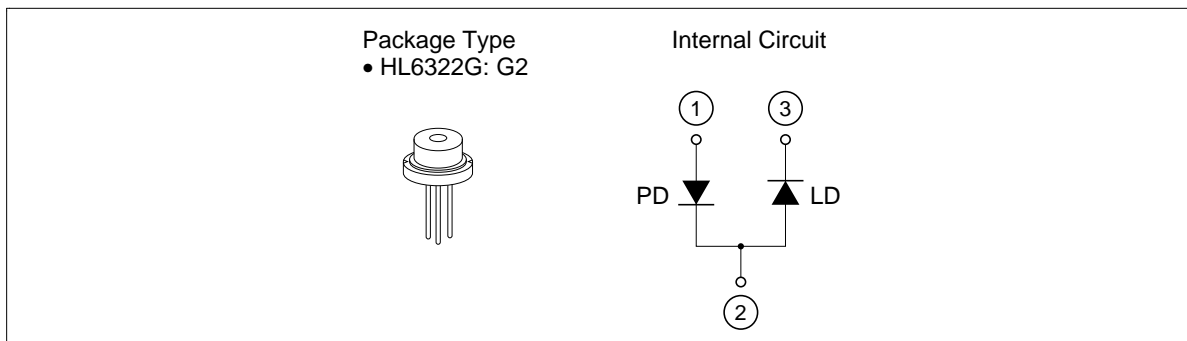 Package Type
• HL6322G: G2
Internal Circuit
1
3
PD
LD
2